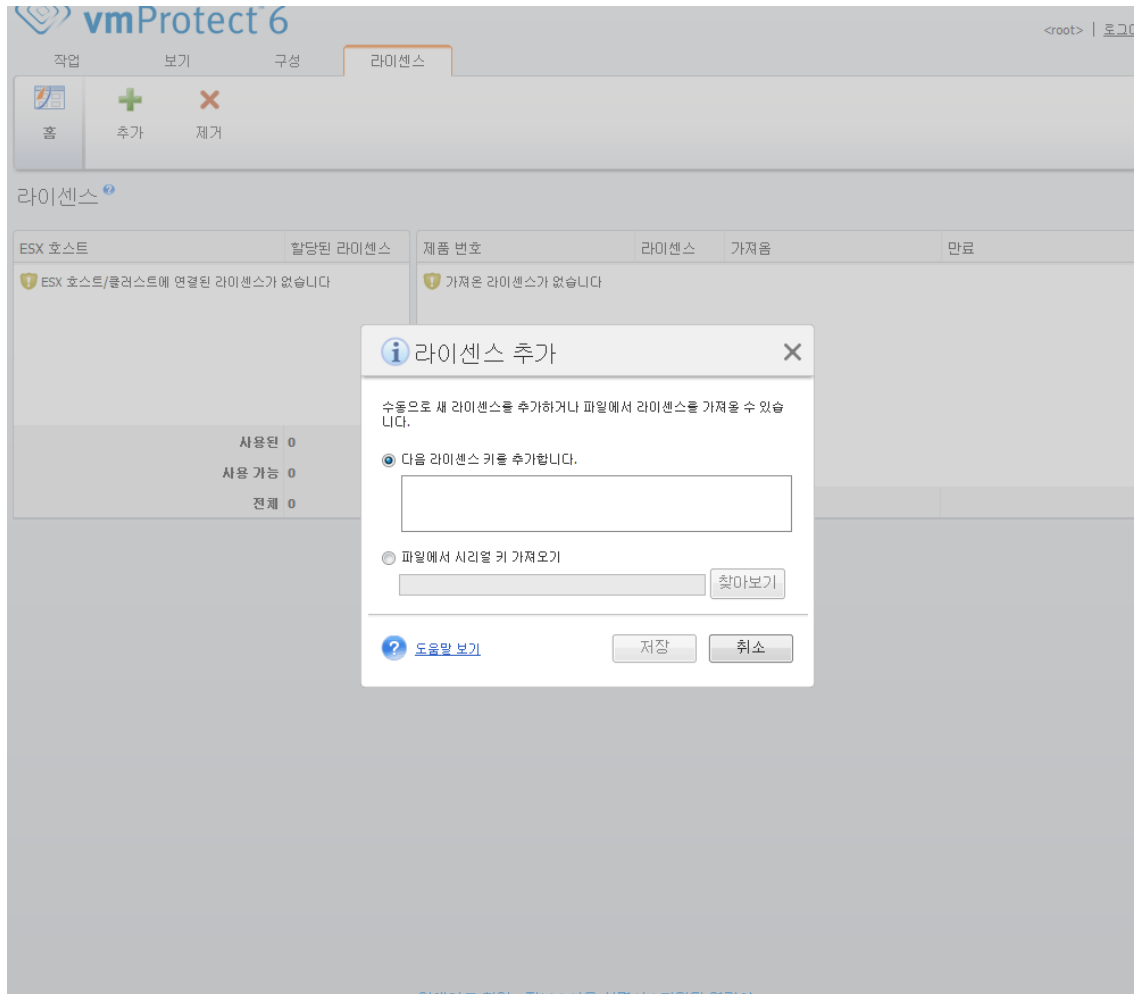 vmProtect 6
<root> |
작업 보기 구성 라이센스
홈 추가 제거
라이센스
ESX 호스트 할당된 라이센스 제품 번호 라이센스 가져옴 만료
ESX 호스트/클러스트에 연결된 라이센스가 없습니다 가져온 라이센스가 없습니다
라이센스 추가
수동으로 새 라이센스를 추가하거나 파일에서 라이센스를 가져올 수 있습
니다.
사용된 0
다음 라이센스 키를 추가합니다.
사용 가능 0
전체 0
파일에서 시리얼 키 가져오기
찾아보기
도움말 보기 저장 취소